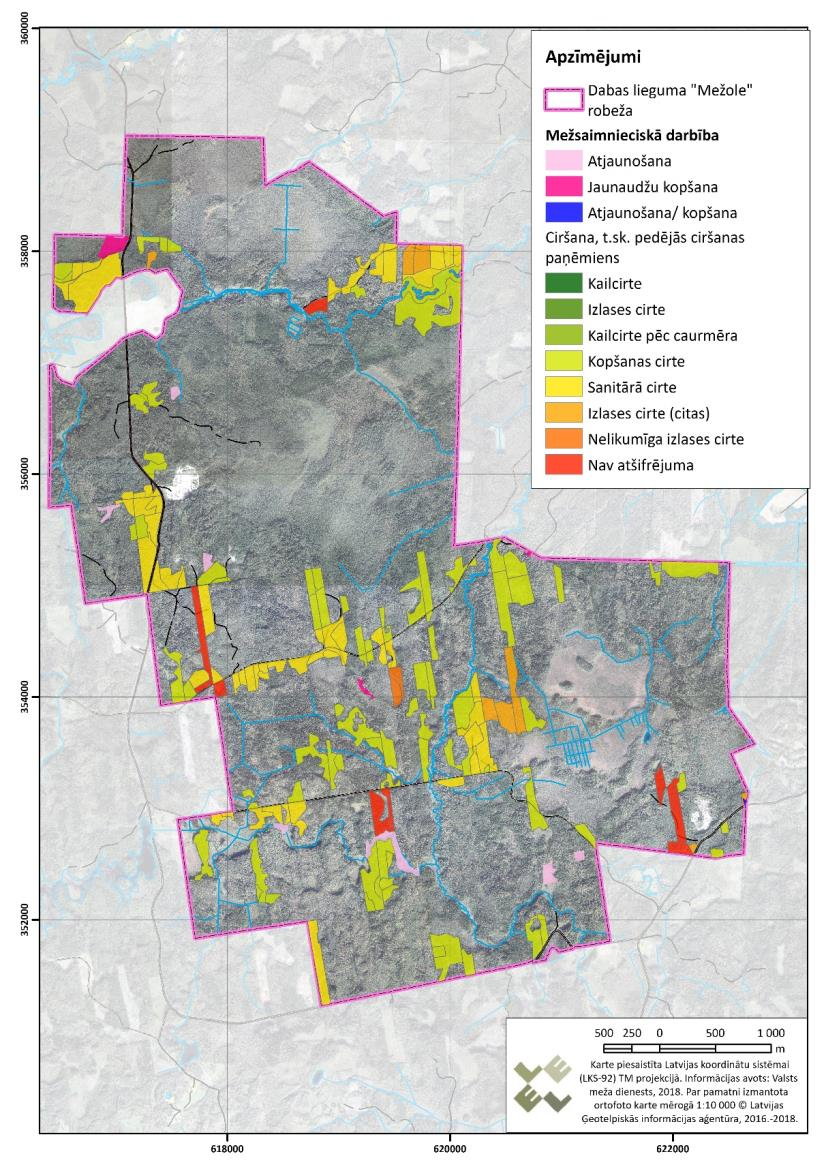 Apzīmējumi
Dabas lieguma "Mežole"
robeža
Mežsaimnieciskā darbība
Atjaunošana
Jaunaudžu kopšana
Atjaunošana/ kopšana
Ciršana, t.sk. pedējās ciršanas
paņēmiens
Kailcirte
Izlases cirte
Kailcirte pēc caurmēra
Kopšanas cirte
Sanitārā cirte
Izlases cirte (citas)
Nelikumīga izlases cirte
Nav atšifrējuma
360000
358000
356000
354000
352000
500 250 0 500 1 000
m
Karte piesaistīta Latvijas koordinātu sistēmai
(LKS-92) TM projekcijā. Informācijas avots: Valsts
meža dienests, 2018. Par pamatni izmantota
ortofoto karte mērogā 1:10 000 © Latvijas
Ģeotelpiskās informācijas aģentūra, 2016.-2018.
618000 620000 622000